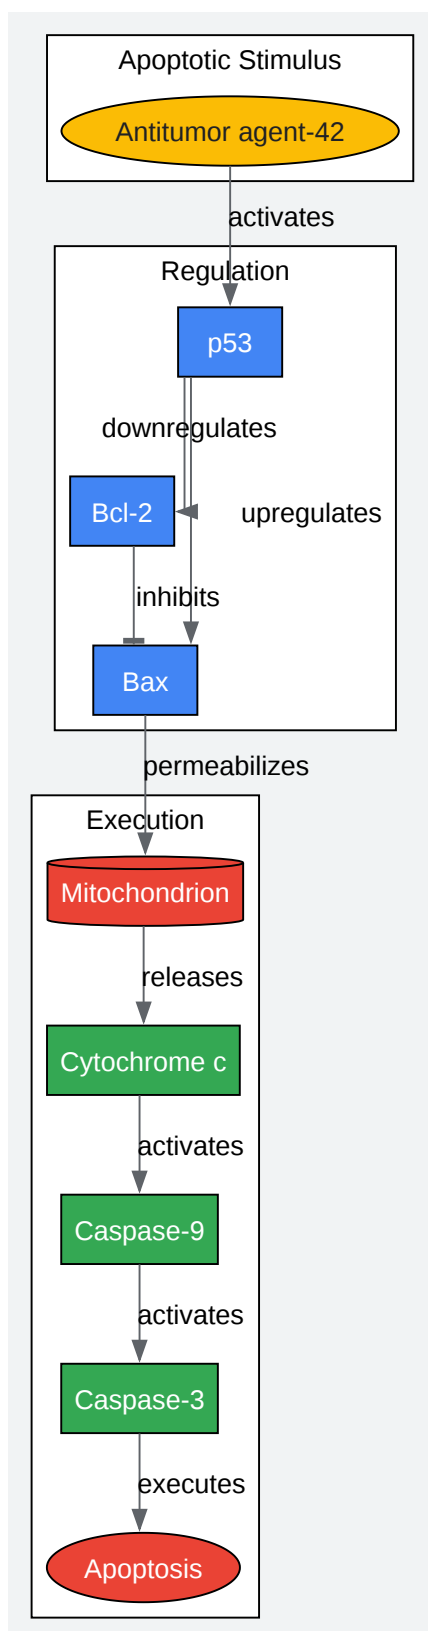 Apoptotic Stimulus
Antitumor agent-42
activates
Regulation
p53
downregulates
Bcl-2
upregulates
inhibits
Bax
permeabilizes
Execution
Mitochondrion
releases
Cytochrome c
activates
Caspase-9
activates
Caspase-3
executes
Apoptosis